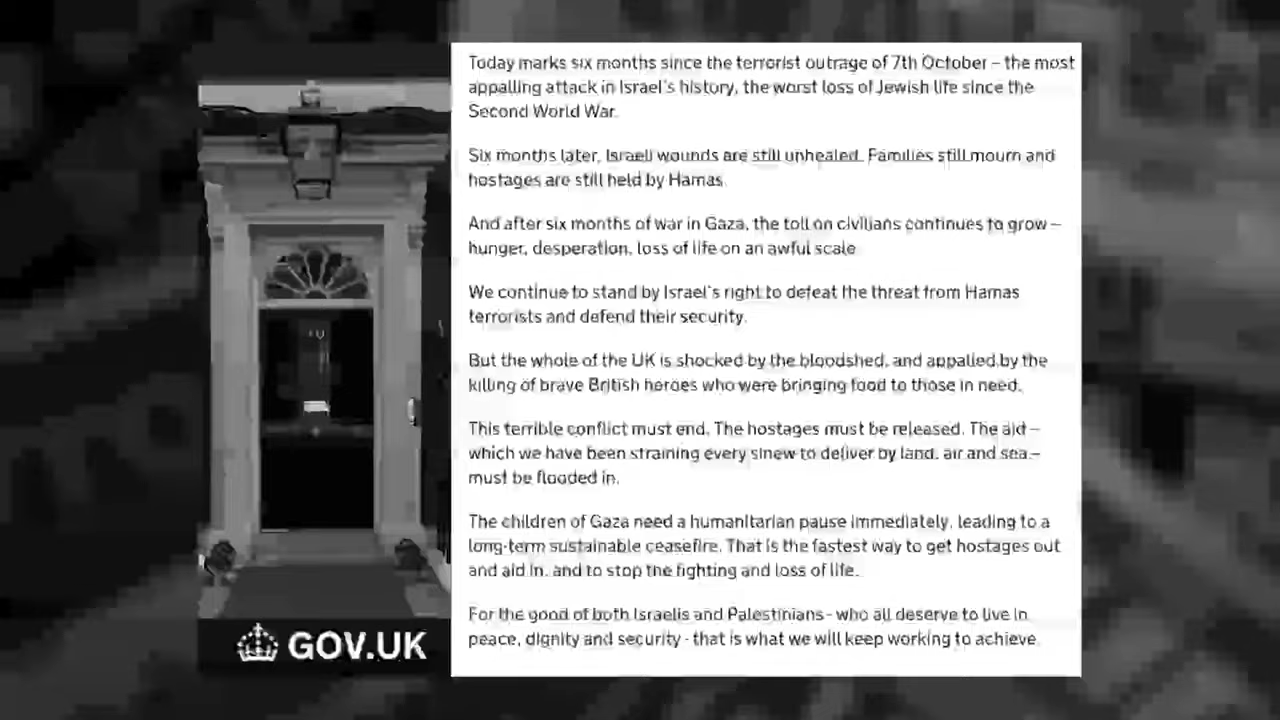 Today marks six months since the terrorist outrage of 7th October – the most
appalling attack in Israel's history, the worst loss of Jewish life since the
Second World War.
Six months later, Israeli wounds are still unhealed. Families still mourn and
hostages are still held by Hamas.
And after six months of war in Gaza, the toll on civilians continues to grow –
hunger, desperation, loss of life on an awful scale.
We continue to stand by Israel's right to defeat the threat from Hamas
terrorists and defend their security.
But the whole of the UK is shocked by the bloodshed, and appalled by the
killing of brave British heroes who were bringing food to those in need.
This terrible conflict must end. The hostages must be released. The aid –
which we have been straining every sinew to deliver by land, air and sea –
must be flooded in.
The children of Gaza need a humanitarian pause immediately, leading to a
long-term sustainable ceasefire. That is the fastest way to get hostages out
and aid in, and to stop the fighting and loss of life.
For the good of both Israelis and Palestinians - who all deserve to live in
peace, dignity and security - that is what we will keep working to achieve.
GOV.UK